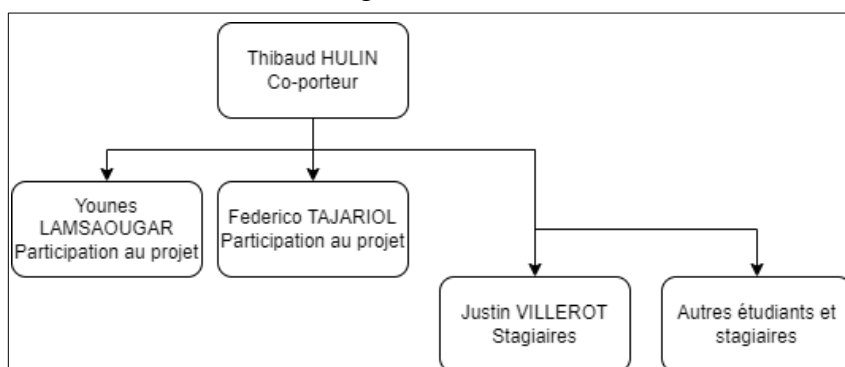 Thibaud HULIN
Co-porteur
Younes
LAMSAOUGAR
Participation au projet
Federico TAJARIOL
Participation au projet
Justin VILLEROT
Stagiaires
Autres étudiants et
stagiaires